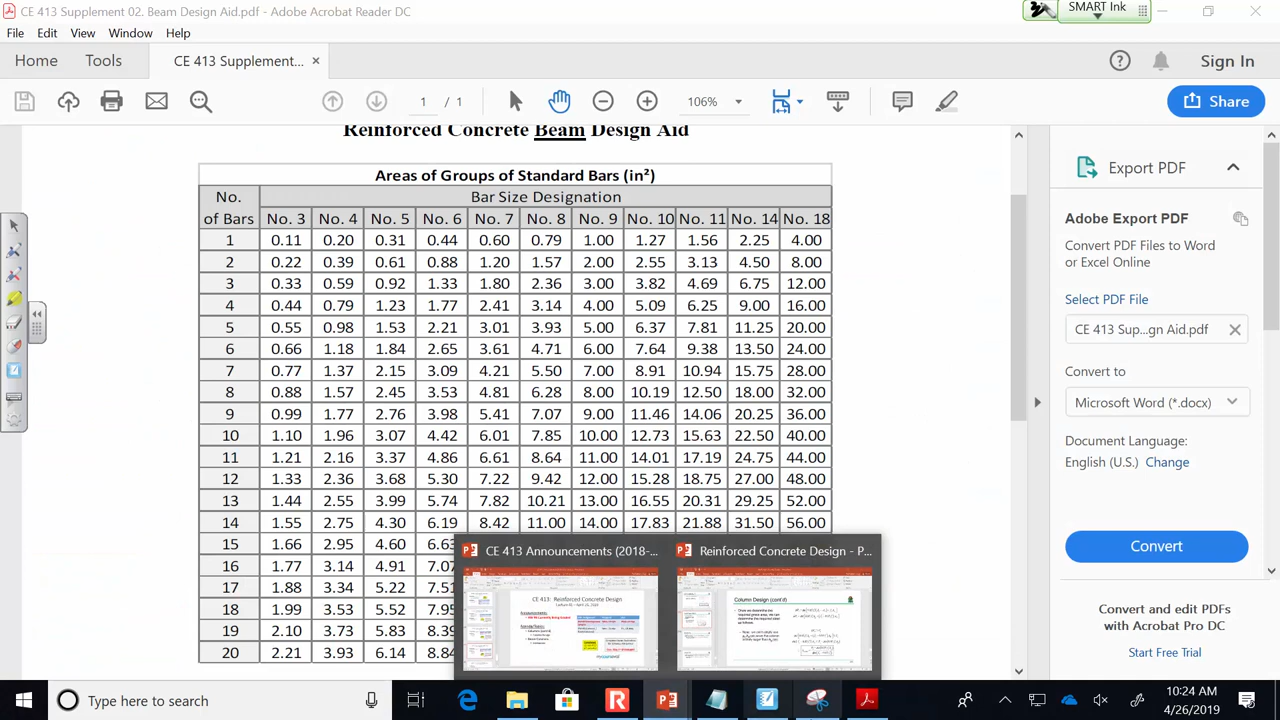 CE 413 Supplement 02. Beam Design Aid.pdf - Adobe Acrobat Reader DC
SMART Ink
File Edit View Window Help
Home Tools CE 413 Supplement... ×
? Sign In
1 / 1 106% Share
Reinforced Concrete Beam Design Aid
Areas of Groups of Standard Bars (in²)
No. of Bars Bar Size Designation
No. 3 No. 4 No. 5 No. 6 No. 7 No. 8 No. 9 No. 10 No. 11 No. 14 No. 18
1 0.11 0.20 0.31 0.44 0.60 0.79 1.00 1.27 1.56 2.25 4.00
2 0.22 0.39 0.61 0.88 1.20 1.57 2.00 2.55 3.13 4.50 8.00
3 0.33 0.59 0.92 1.33 1.80 2.36 3.00 3.82 4.69 6.75 12.00
4 0.44 0.79 1.23 1.77 2.41 3.14 4.00 5.09 6.25 9.00 16.00
5 0.55 0.98 1.53 2.21 3.01 3.93 5.00 6.37 7.81 11.25 20.00
6 0.66 1.18 1.84 2.65 3.61 4.71 6.00 7.64 9.38 13.50 24.00
7 0.77 1.37 2.15 3.09 4.21 5.50 7.00 8.91 10.94 15.75 28.00
8 0.88 1.57 2.45 3.53 4.81 6.28 8.00 10.19 12.50 18.00 32.00
9 0.99 1.77 2.76 3.98 5.41 7.07 9.00 11.46 14.06 20.25 36.00
10 1.10 1.96 3.07 4.42 6.01 7.85 10.00 12.73 15.63 22.50 40.00
11 1.21 2.16 3.37 4.86 6.61 8.64 11.00 14.01 17.19 24.75 44.00
12 1.33 2.36 3.68 5.30 7.22 9.42 12.00 15.28 18.75 27.00 48.00
13 1.44 2.55 3.99 5.74 7.82 10.21 13.00 16.55 20.31 29.25 52.00
14 1.55 2.75 4.30 6.19 8.42 11.00 14.00 17.83 21.88 31.50 56.00
15 1.66 2.95 4.60
16 1.77 3.14 4.91
17 1.88 3.34 5.22
18 1.99 3.53 5.52
19 2.10 3.73 5.83
20 2.21 3.93 6.14
CE 413 Announcements (2018-...
Reinforced Concrete Design - P...
CE 413: Reinforced Concrete Design
Column Design (cont'd)
Export PDF
Adobe Export PDF
Convert PDF Files to Word
or Excel Online
Select PDF File
CE 413 Sup...gn Aid.pdf ×
Convert to
Microsoft Word (*.docx)
Document Language:
English (U.S.) Change
Convert
Convert and edit PDFs
with Acrobat Pro DC
Start Free Trial
Type here to search
10:24 AM
4/26/2019